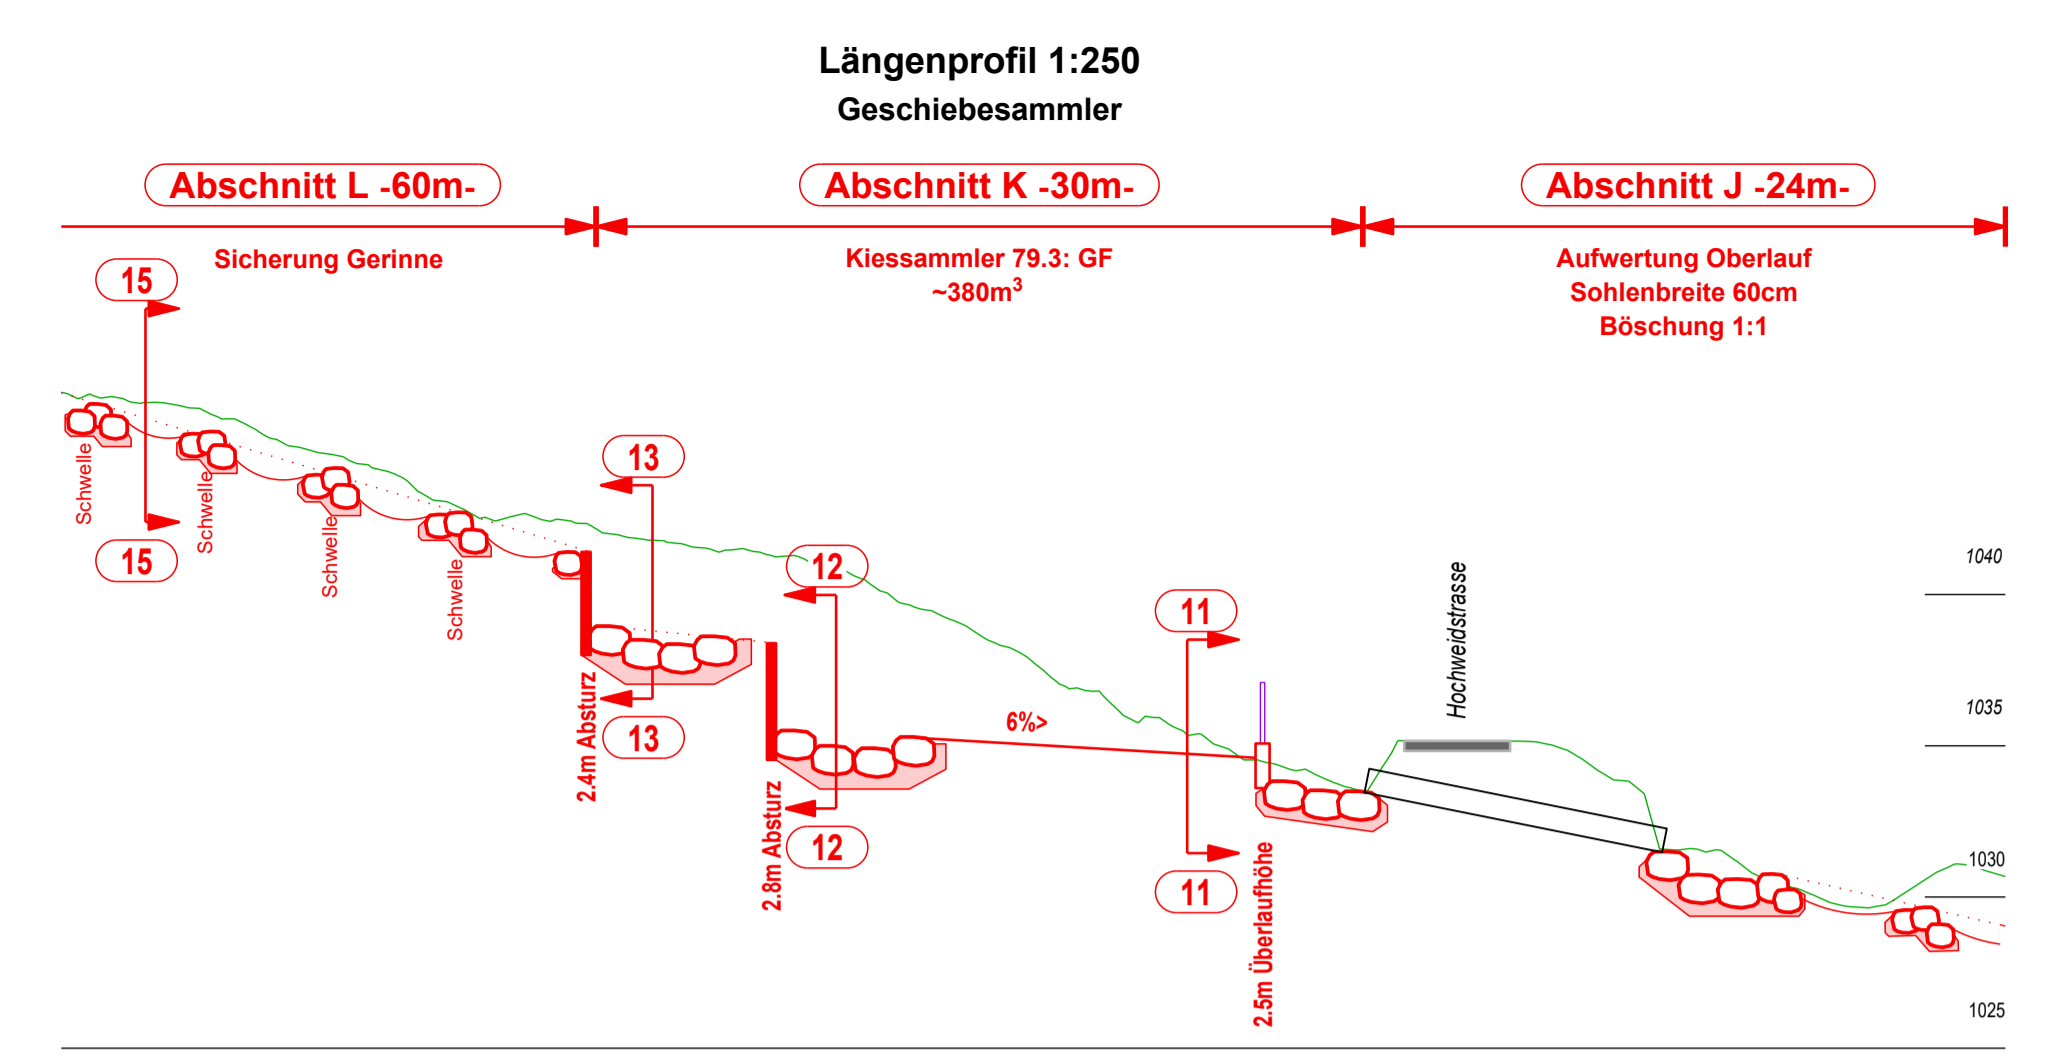 Längenprofil 1:250
Geschiebesammler
Abschnitt L -60m-
Abschnitt K -30m-
Abschnitt J -24m-
Sicherung Gerinne
Kiessammler 79.3: GF
~380m³
Aufwertung Oberlauf
Sohlenbreite 60cm
Böschung 1:1
15
15
Schwelle
Schwelle
Schwelle
Schwelle
13
13
2.4m Absturz
12
12
2.8m Absturz
6%>
11
11
2.5m Überlaufhöhe
Hochweidstrasse
1040
1035
1030
1025